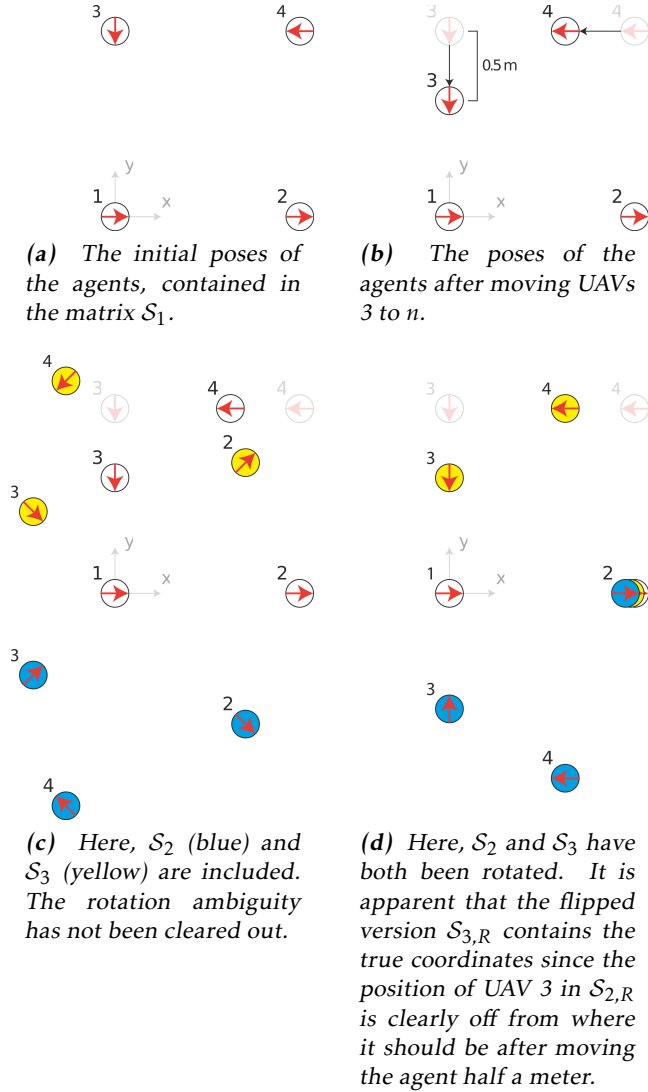 3 4
3 4 4
3 0.5 m
y y
1 x 2
1 x 2
(a) The initial poses of
the agents, contained in
the matrix S1.
(b) The poses of the
agents after moving UAVs
3 to n.
4 3 4 4
2
3
3
y
1 x 2
3
2
4
3 4 4
3
y
1 x 2
3
4
(c) Here, S2 (blue) and
S3 (yellow) are included.
The rotation ambiguity
has not been cleared out.
(d) Here, S2 and S3 have
both been rotated. It is
apparent that the flipped
version S3,R contains the
true coordinates since the
position of UAV 3 in S2,R
is clearly off from where
it should be after moving
the agent half a meter.